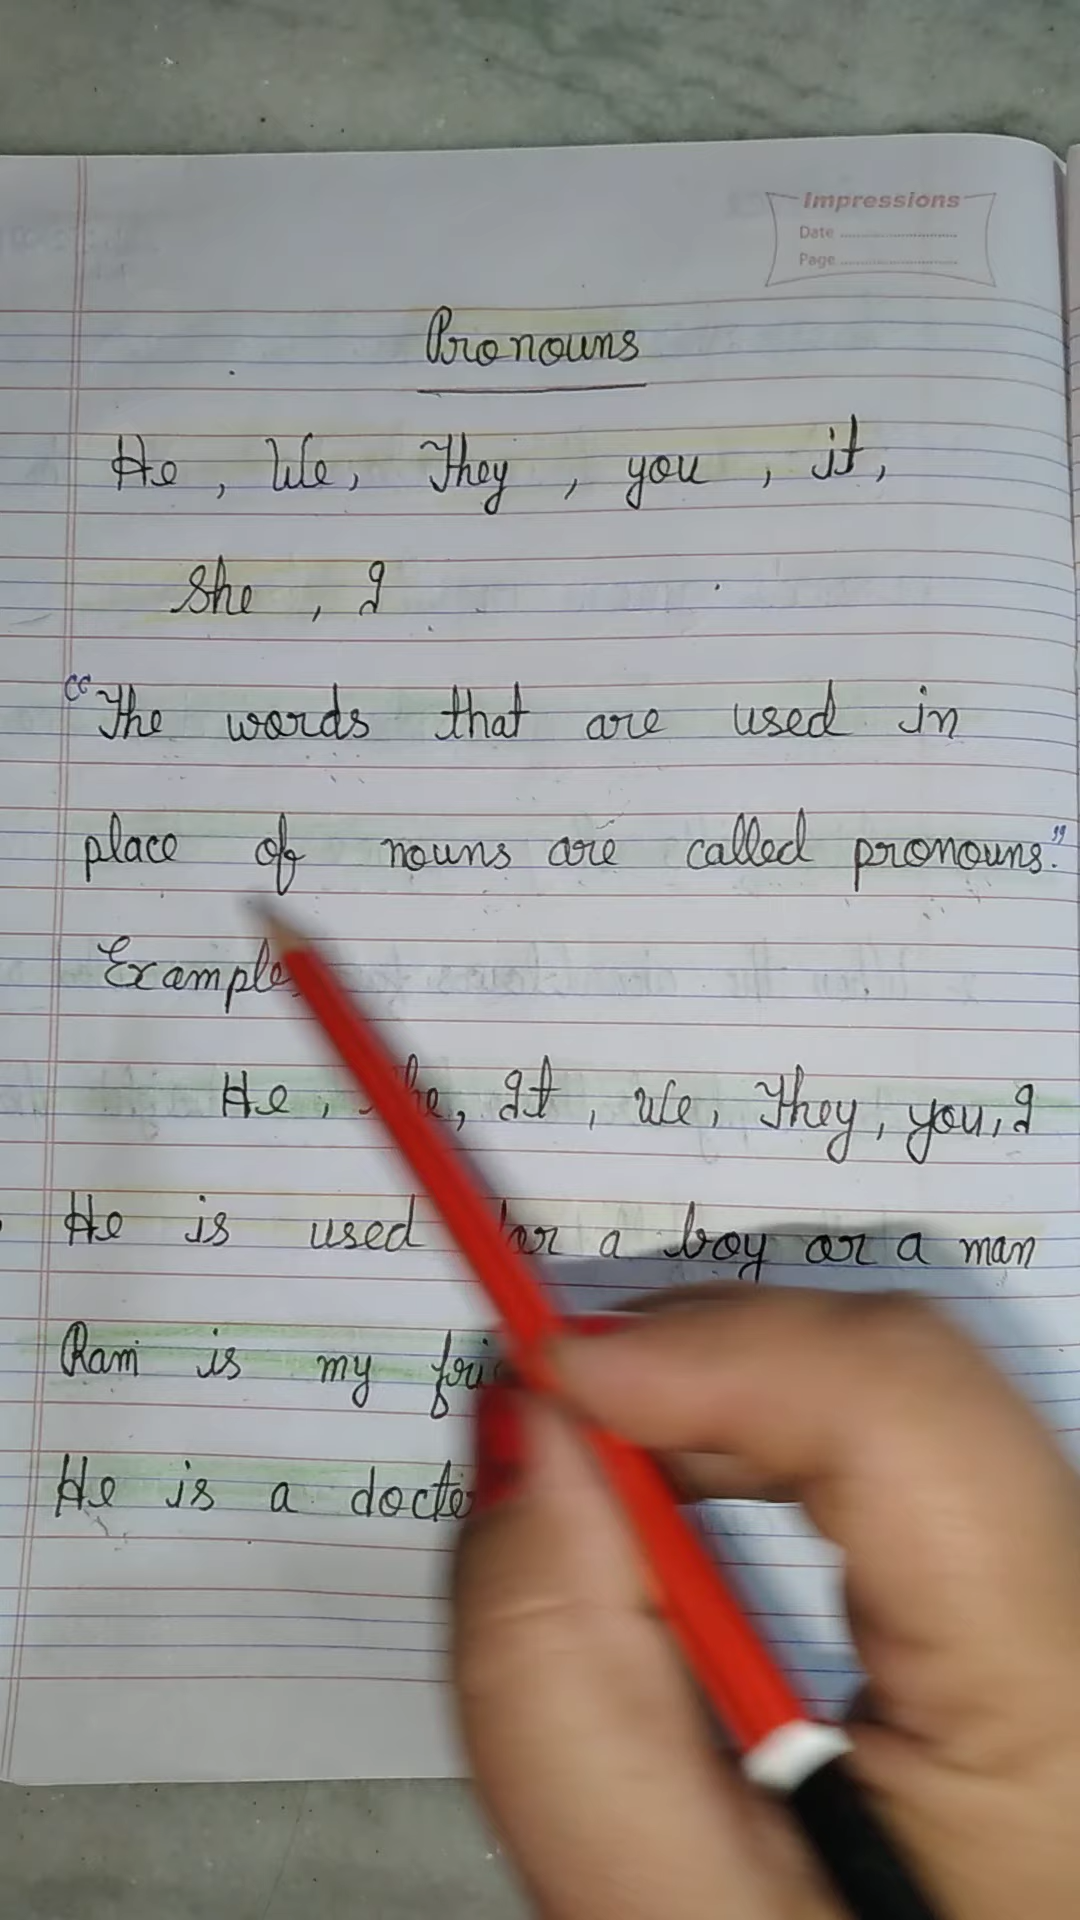 Impressions
Date
Page
Pronouns
He, We, They, you, it,
She, I
"The words that are used in
place of nouns are called pronouns."
Example
He, he, It, We, They, you, I
He is used for a boy or a man
Ram is my
He is a